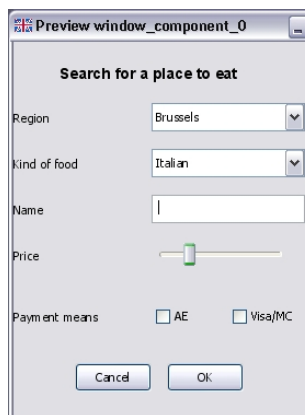 Preview window_component_0
Search for a place to eat
Region Brussels
Kind of food Italian
Name
Price
Payment means AE Visa/MC
Cancel OK